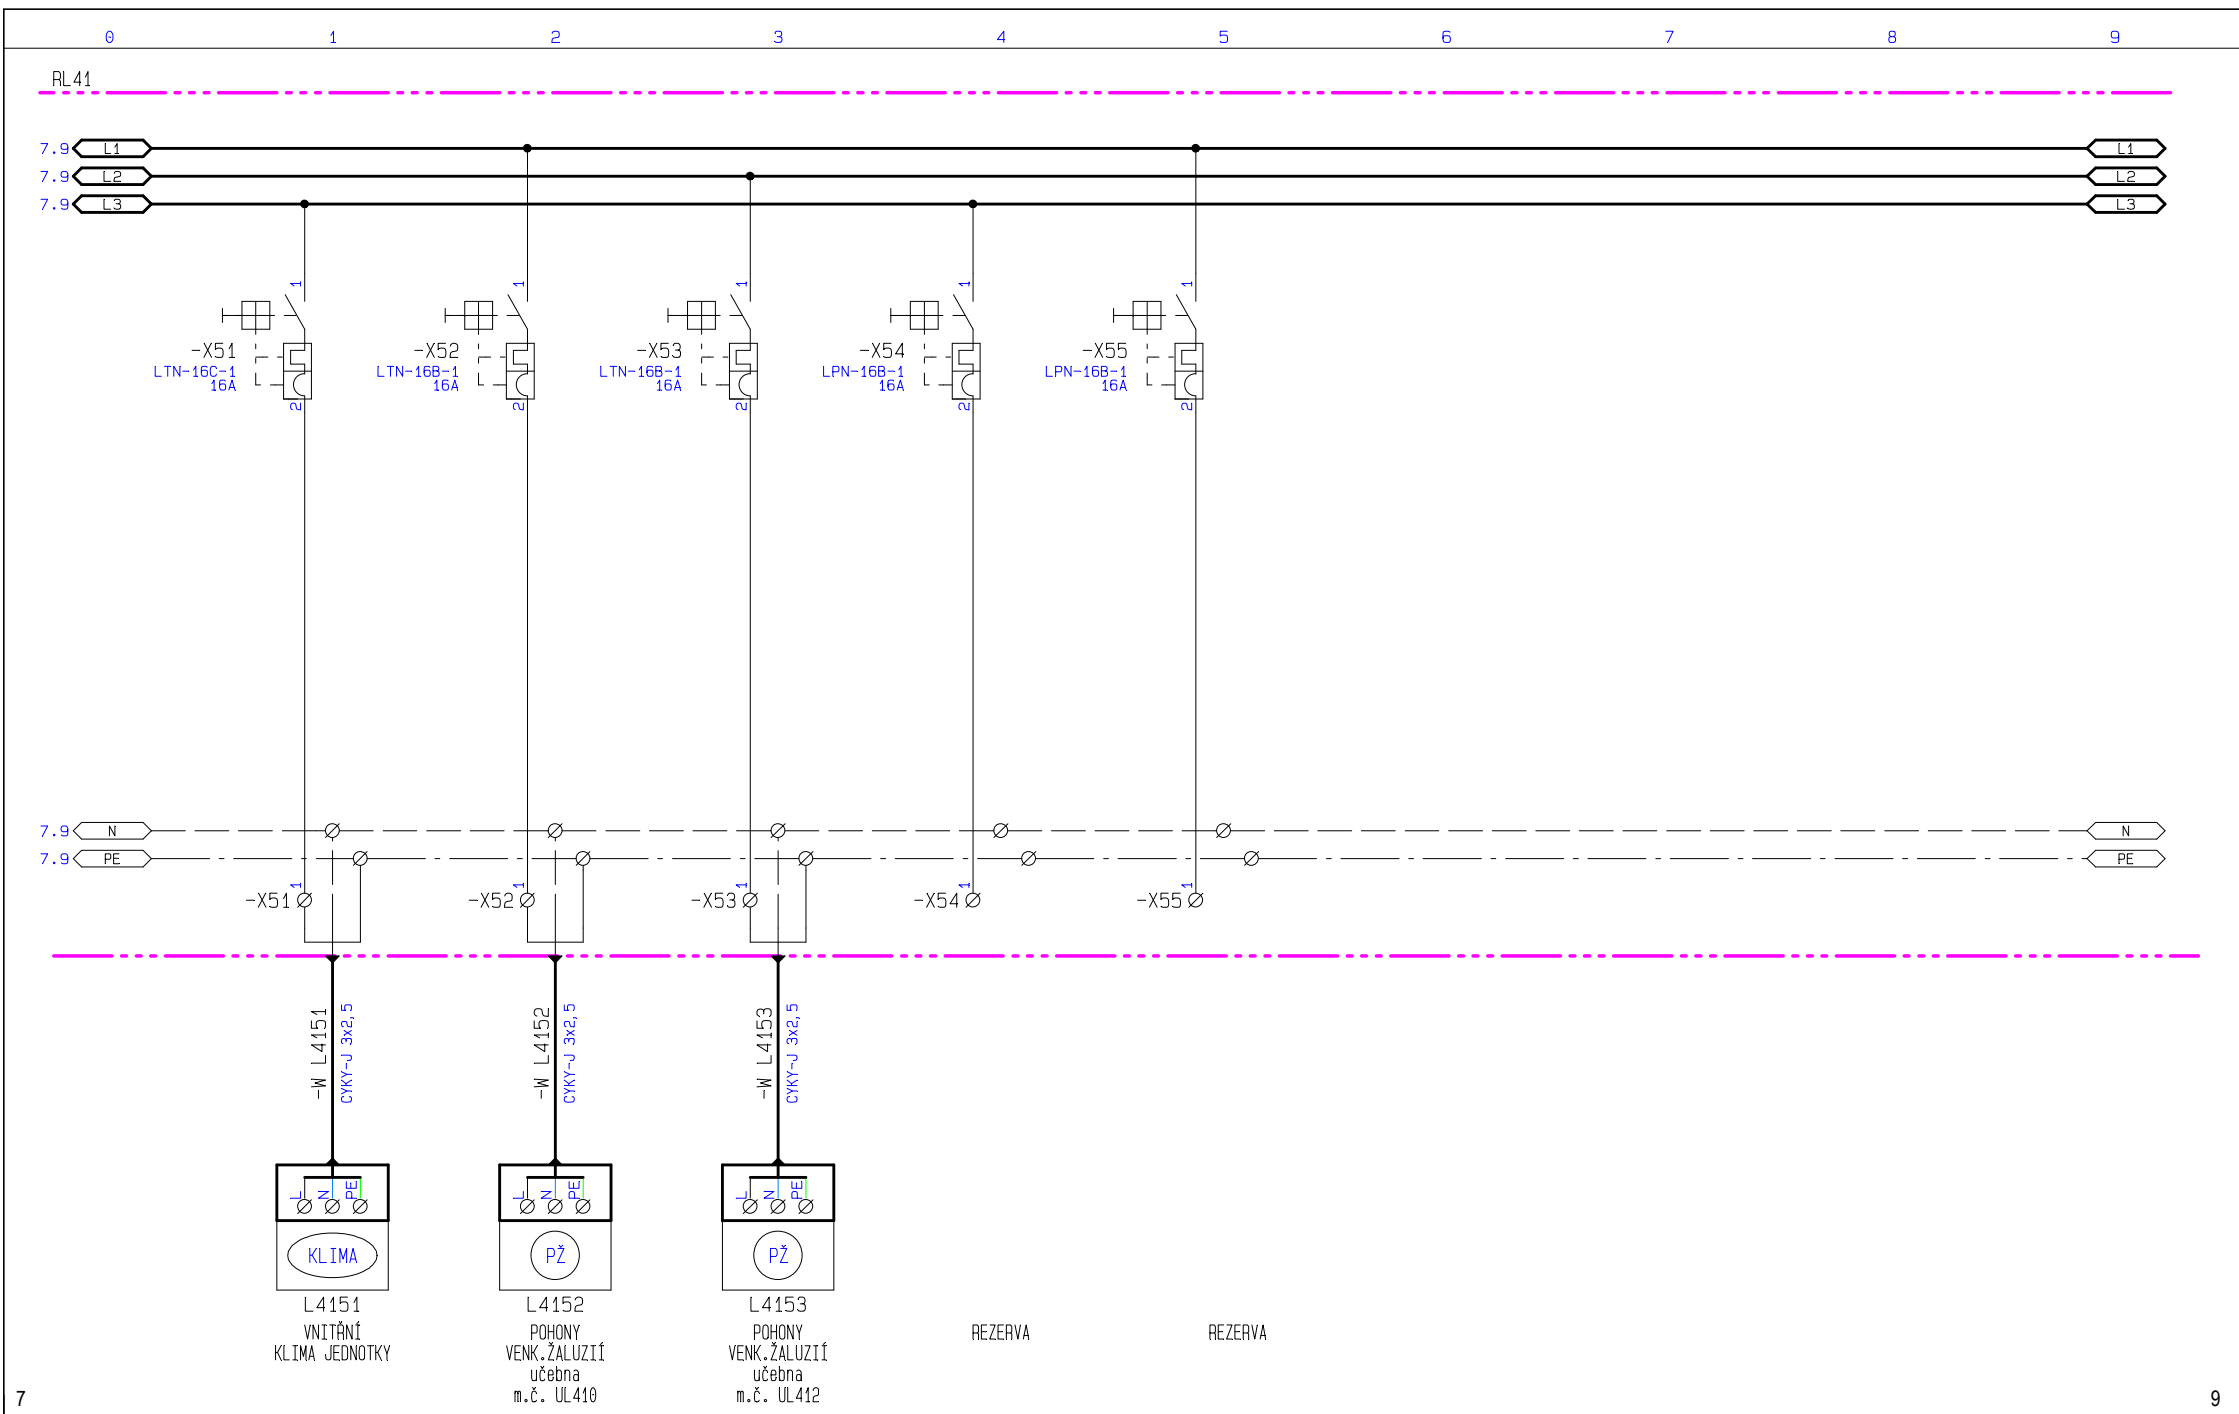 0 1 2 3 4 5 6 7 8 9
RL41
7.9 L1 L1
7.9 L2 L2
7.9 L3 L3
1 1 1 1 1
-X51 -X52 -X53 -X54 -X55
LTN-16C-1 LTN-16B-1 LTN-16B-1 LPN-16B-1 LPN-16B-1
16A 16A 16A 16A 16A
2 2 2 2 2
7.9 N N
7.9 PE PE
1 1 1 1 1
-X51 -X52 -X53 -X54 -X55
-W L4151 CYKY-J 3x2,5
-W L4152 CYKY-J 3x2,5
-W L4153 CYKY-J 3x2,5
L N PE L N PE L N PE
KLIMA PŽ PŽ
L4151 L4152 L4153
VNITŘNÍ POHONY POHONY REZERVA REZERVA
KLIMA JEDNOTKY VENK.ŽALUZIÍ VENK.ŽALUZIÍ
učebna učebna
m.č. UL410 m.č. UL412
7 9